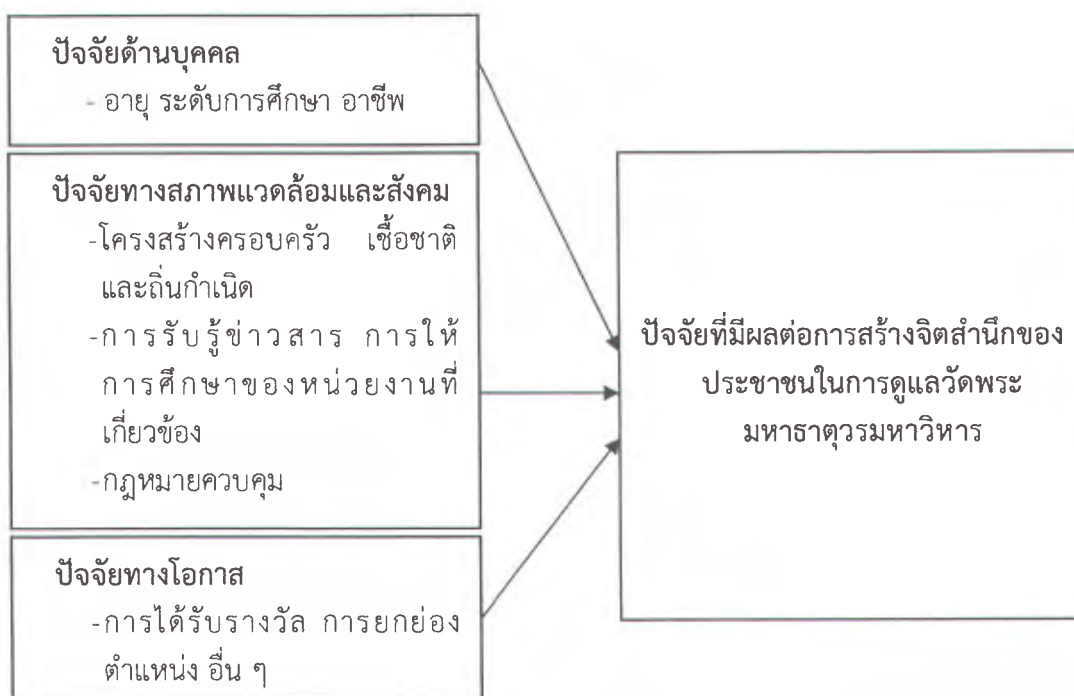 ปัจจัยด้านบุคคล
- อายุ ระดับการศึกษา อาชีพ
ปัจจัยทางสภาพแวดล้อมและสังคม
-โครงสร้างครอบครัว เชื้อชาติ
และถิ่นกำเนิด
-การรับรู้ข่าวสาร การให้
การศึกษาของหน่วยงานที่
เกี่ยวข้อง
-กฎหมายควบคุม
ปัจจัยทางโอกาส
-การได้รับรางวัล การยกย่อง
ตำแหน่ง อื่น ๆ
ปัจจัยที่มีผลต่อการสร้างจิตสำนึกของ
ประชาชนในการดูแลวัดพระ
มหาธาตุวรมหาวิหาร